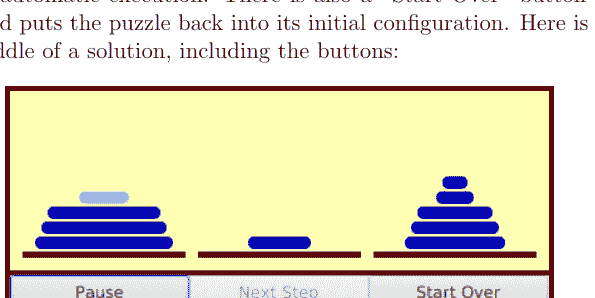 d puts the puzzle back into its initial configuration. Here is
ddle of a solution, including the buttons:
Pause
Next Step
Start Over